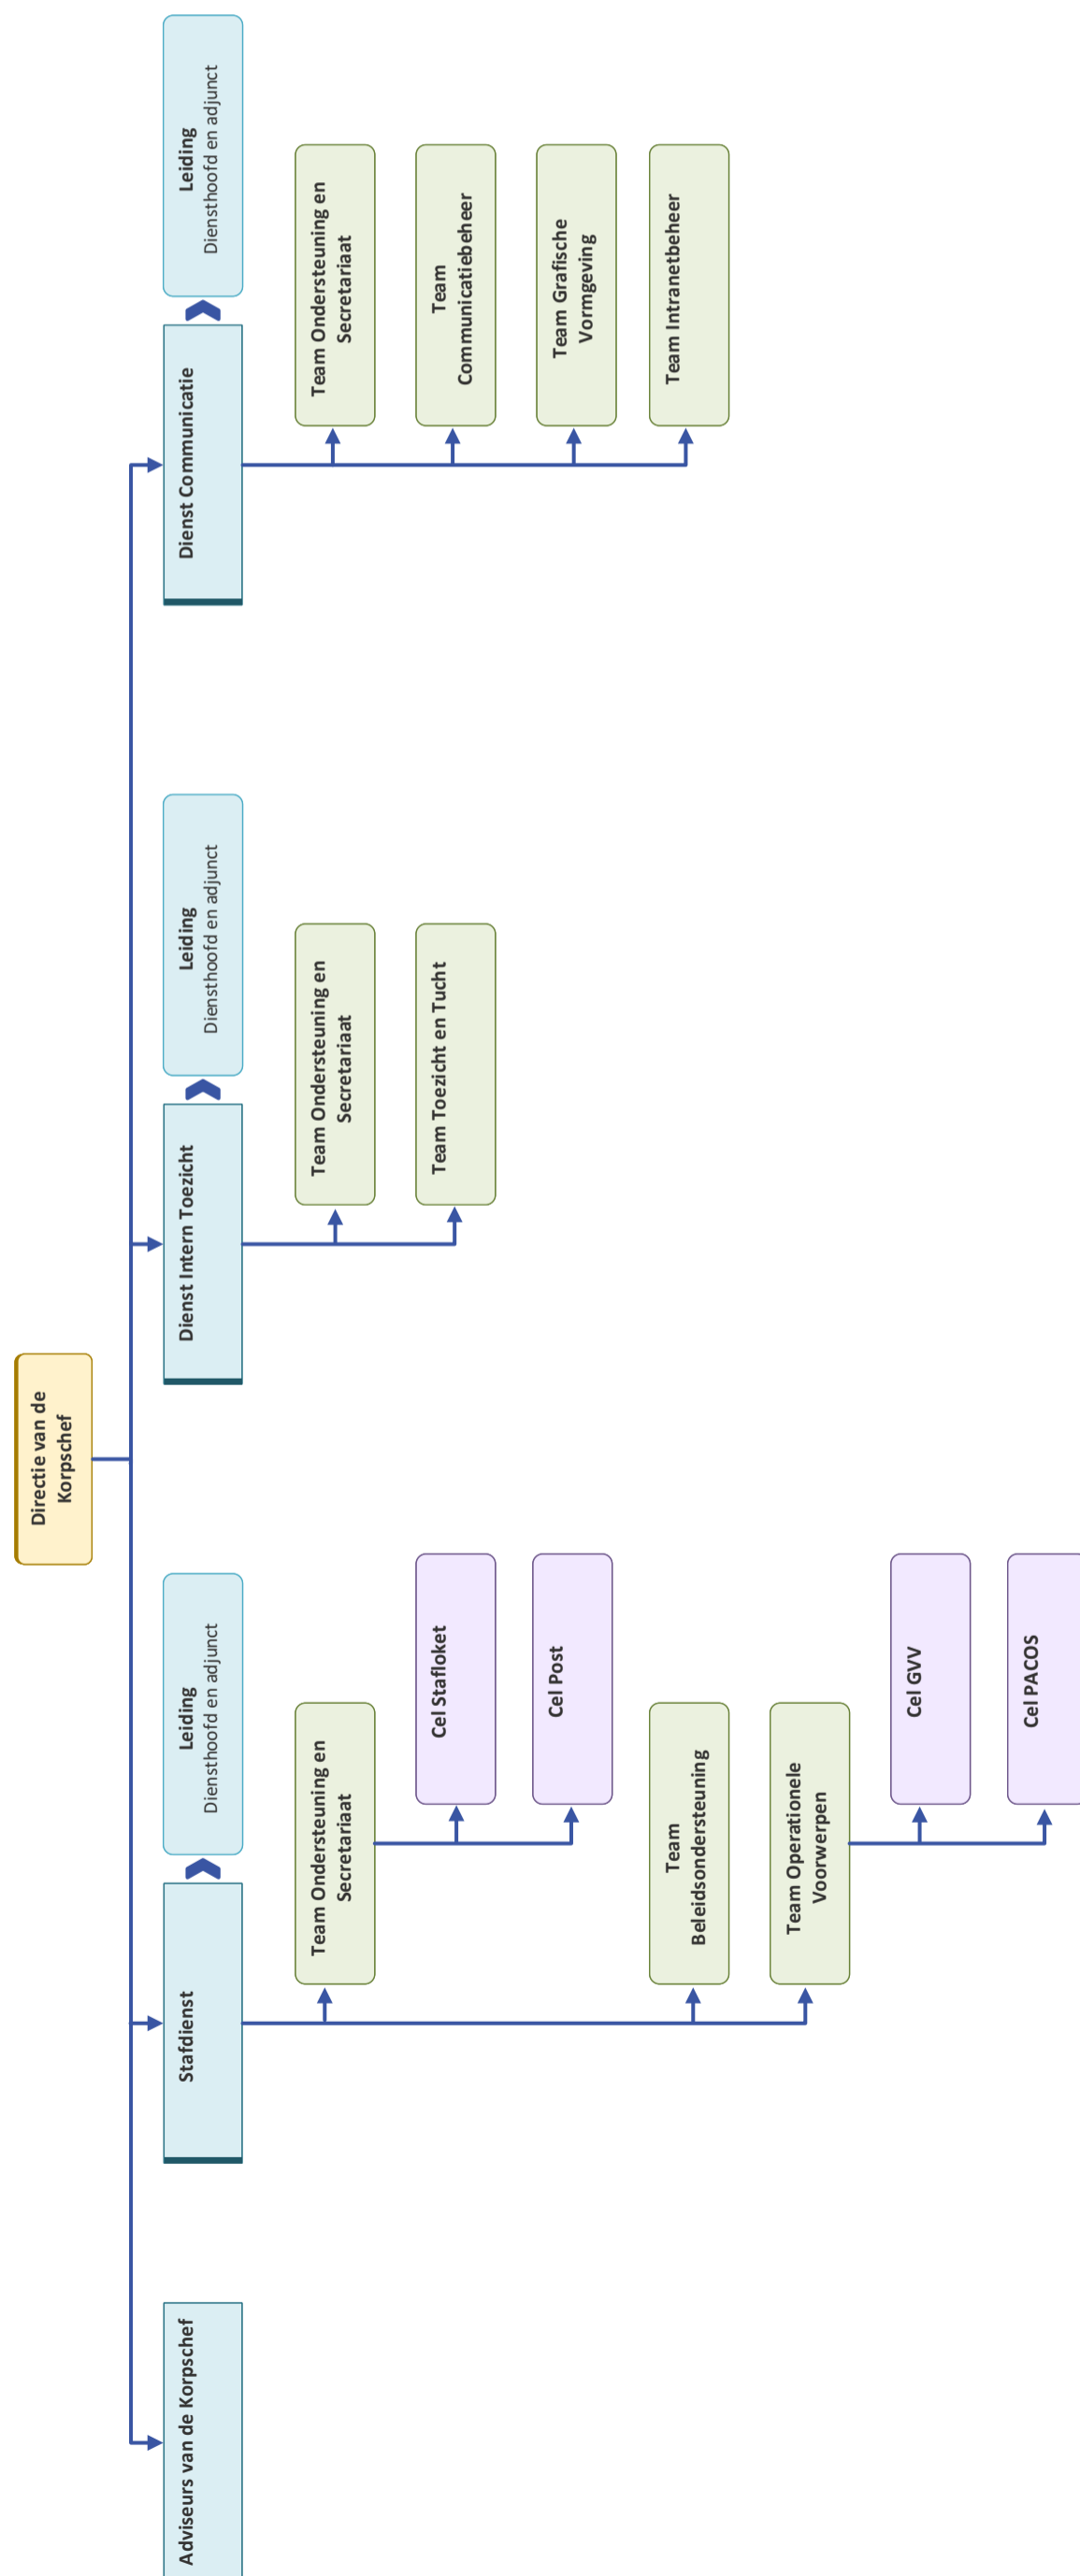 Directie van de
Korpschef
Adviseurs van de Korpschef
Stafdienst
Leiding
Diensthoofd en adjunct
Team Ondersteuning en
Secretariaat
Cel Stafloket
Cel Post
Team
Beleidsondersteuning
Team Operationele
Voorwerpen
Cel GVV
Cel PACOS
Dienst Intern Toezicht
Leiding
Diensthoofd en adjunct
Team Ondersteuning en
Secretariaat
Team Toezicht en Tucht
Dienst Communicatie
Leiding
Diensthoofd en adjunct
Team Ondersteuning en
Secretariaat
Team
Communicatiebeheer
Team Grafische
Vormgeving
Team Intranetbeheer